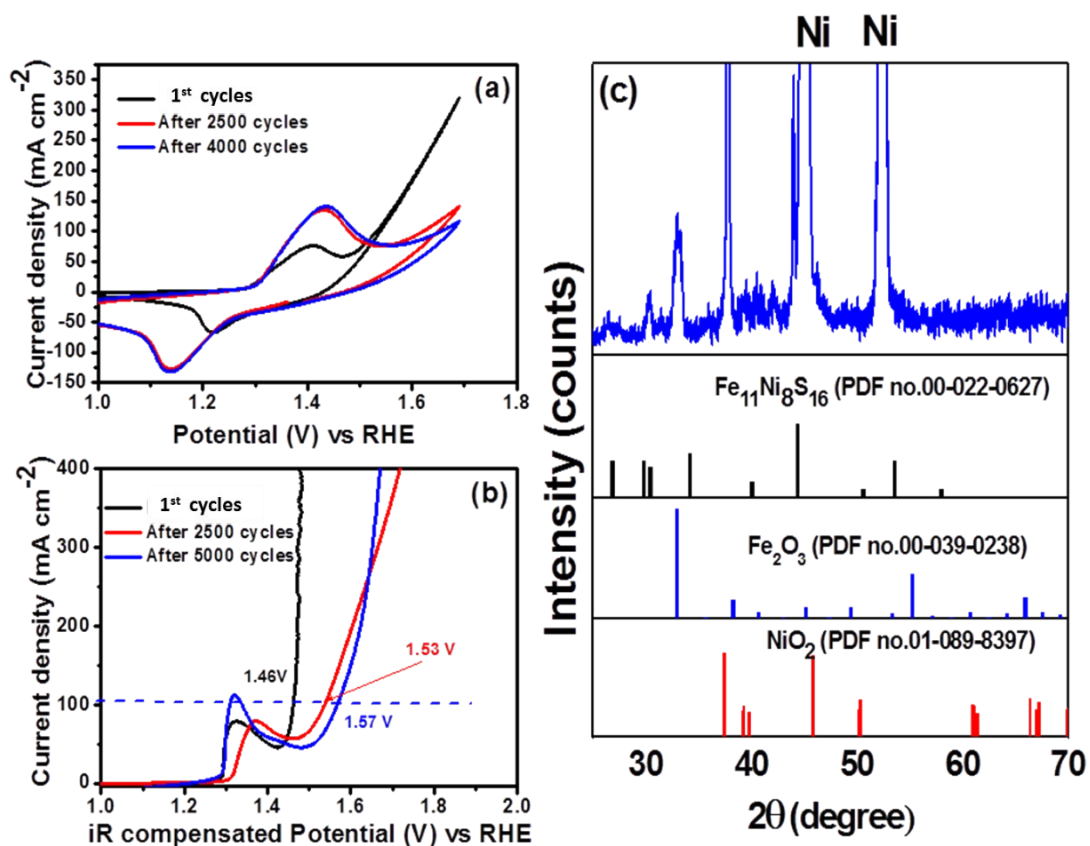 (a)
1st cycles
After 2500 cycles
After 4000 cycles
350
300
250
200
150
100
50
0
-50
-100
-150
Current density (mA cm-2)
1.0 1.2 1.4 1.6 1.8
Potential (V) vs RHE
(b)
1st cycles
After 2500 cycles
After 5000 cycles
1.46V
1.53 V
1.57 V
400
300
200
100
0
Current density (mA cm-2)
1.0 1.2 1.4 1.6 1.8 2.0
iR compensated Potential (V) vs RHE
Ni Ni
(c)
Fe11Ni8S16 (PDF no.00-022-0627)
Fe2O3 (PDF no.00-039-0238)
NiO2 (PDF no.01-089-8397)
Intensity (counts)
30 40 50 60 70
2θ (degree)